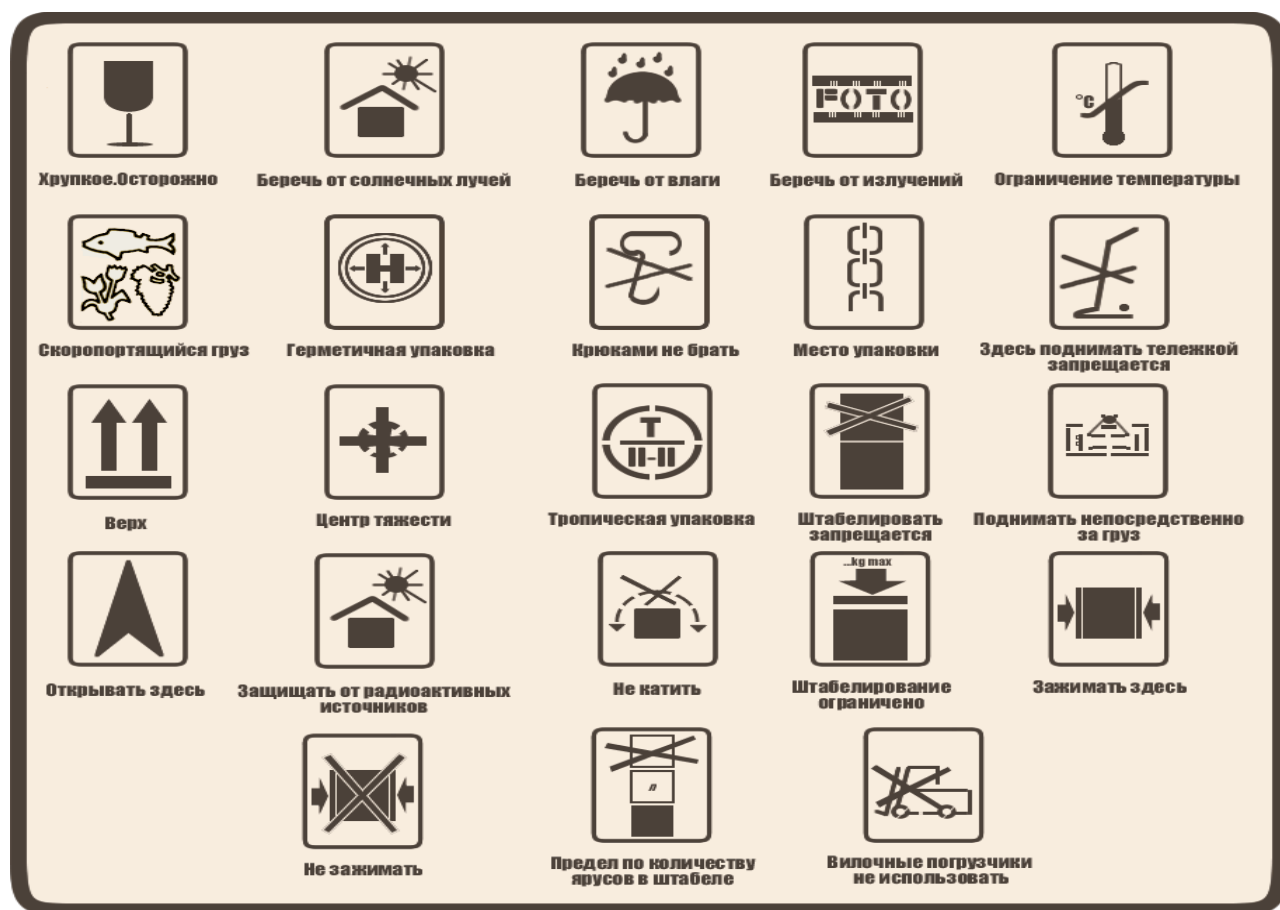 FOTO
°C
Хрупкое.Осторожно
Беречь от солнечных лучей
Беречь от влаги
Беречь от излучений
Ограничение температуры
Н
Скоропортящийся груз
Герметичная упаковка
Крюками не брать
Место упаковки
Здесь поднимать тележкой
запрещается
Т
II-II
Верх
Центр тяжести
Тропическая упаковка
Штабелировать
запрещается
Поднимать непосредственно
за груз
...kg max
Открывать здесь
Защищать от радиоактивных
источников
Не катить
Штабелирование
ограничено
Зажимать здесь
n
Не зажимать
Предел по количеству
ярусов в штабеле
Вилочные погрузчики
не использовать